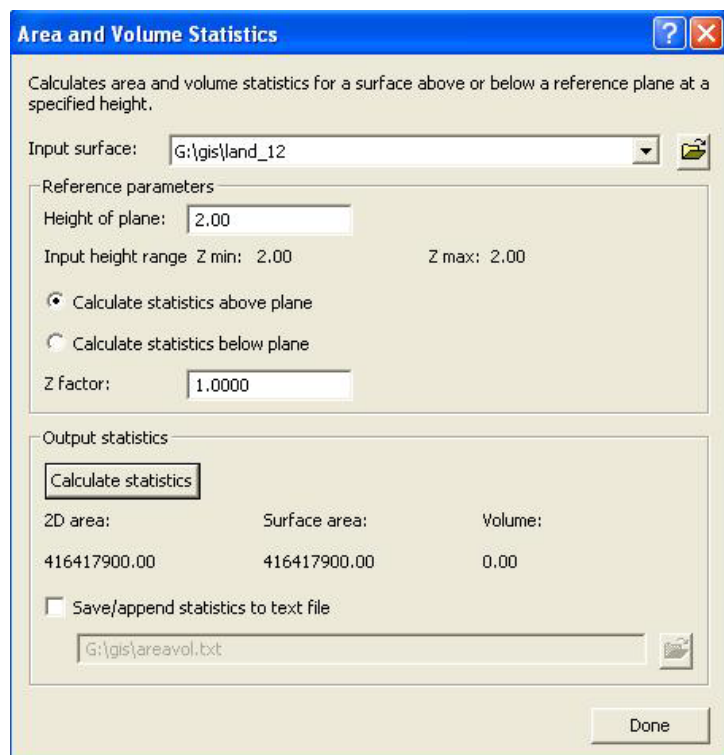 Area and Volume Statistics
Calculates area and volume statistics for a surface above or below a reference plane at a
specified height.
Input surface: G:\gis\land_12
Reference parameters
Height of plane: 2.00
Input height range Z min: 2.00 Z max: 2.00
Calculate statistics above plane
Calculate statistics below plane
Z factor: 1.0000
Output statistics
Calculate statistics
2D area: Surface area: Volume:
416417900.00 416417900.00 0.00
Save/append statistics to text file
G:\gis\areavol.txt
Done